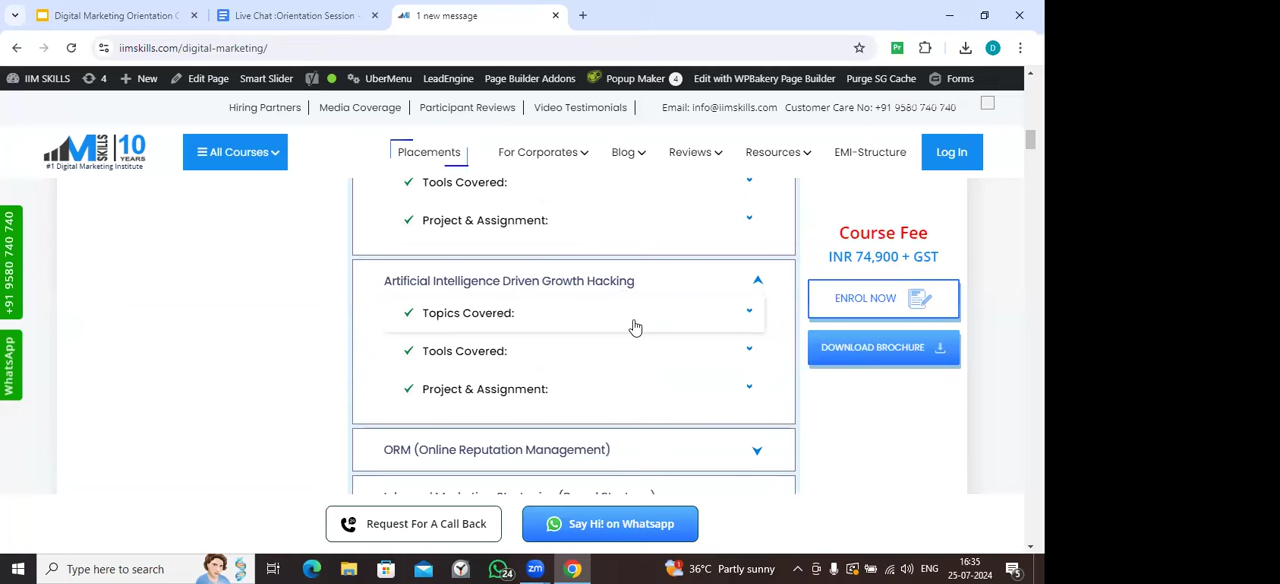 Digital Marketing Orientation C
Live Chat :Orientation Session -
1 new message
iimskills.com/digital-marketing/
Pr
D
IIM SKILLS
4
New
Edit Page
Smart Slider
UberMenu
LeadEngine
Page Builder Addons
Popup Maker
4
Edit with WPBakery Page Builder
Purge SG Cache
Forms
Hiring Partners
Media Coverage
Participant Reviews
Video Testimonials
Email: info@iimskills.com
Customer Care No: +91 9580 740 740
SKILLS
10
YEARS
#1 Digital Marketing Institute
All Courses
Placements
For Corporates
Blog
Reviews
Resources
EMI-Structure
Log In
Tools Covered:
Project & Assignment:
Artificial Intelligence Driven Growth Hacking
Topics Covered:
Tools Covered:
Project & Assignment:
ORM (Online Reputation Management)
Course Fee
INR 74,900 + GST
ENROL NOW
DOWNLOAD BROCHURE
+91 9580 740 740
WhatsApp
Request For A Call Back
Say Hi! on Whatsapp
Type here to search
24
zm
36°C Partly sunny
ENG
16:35
25-07-2024
5